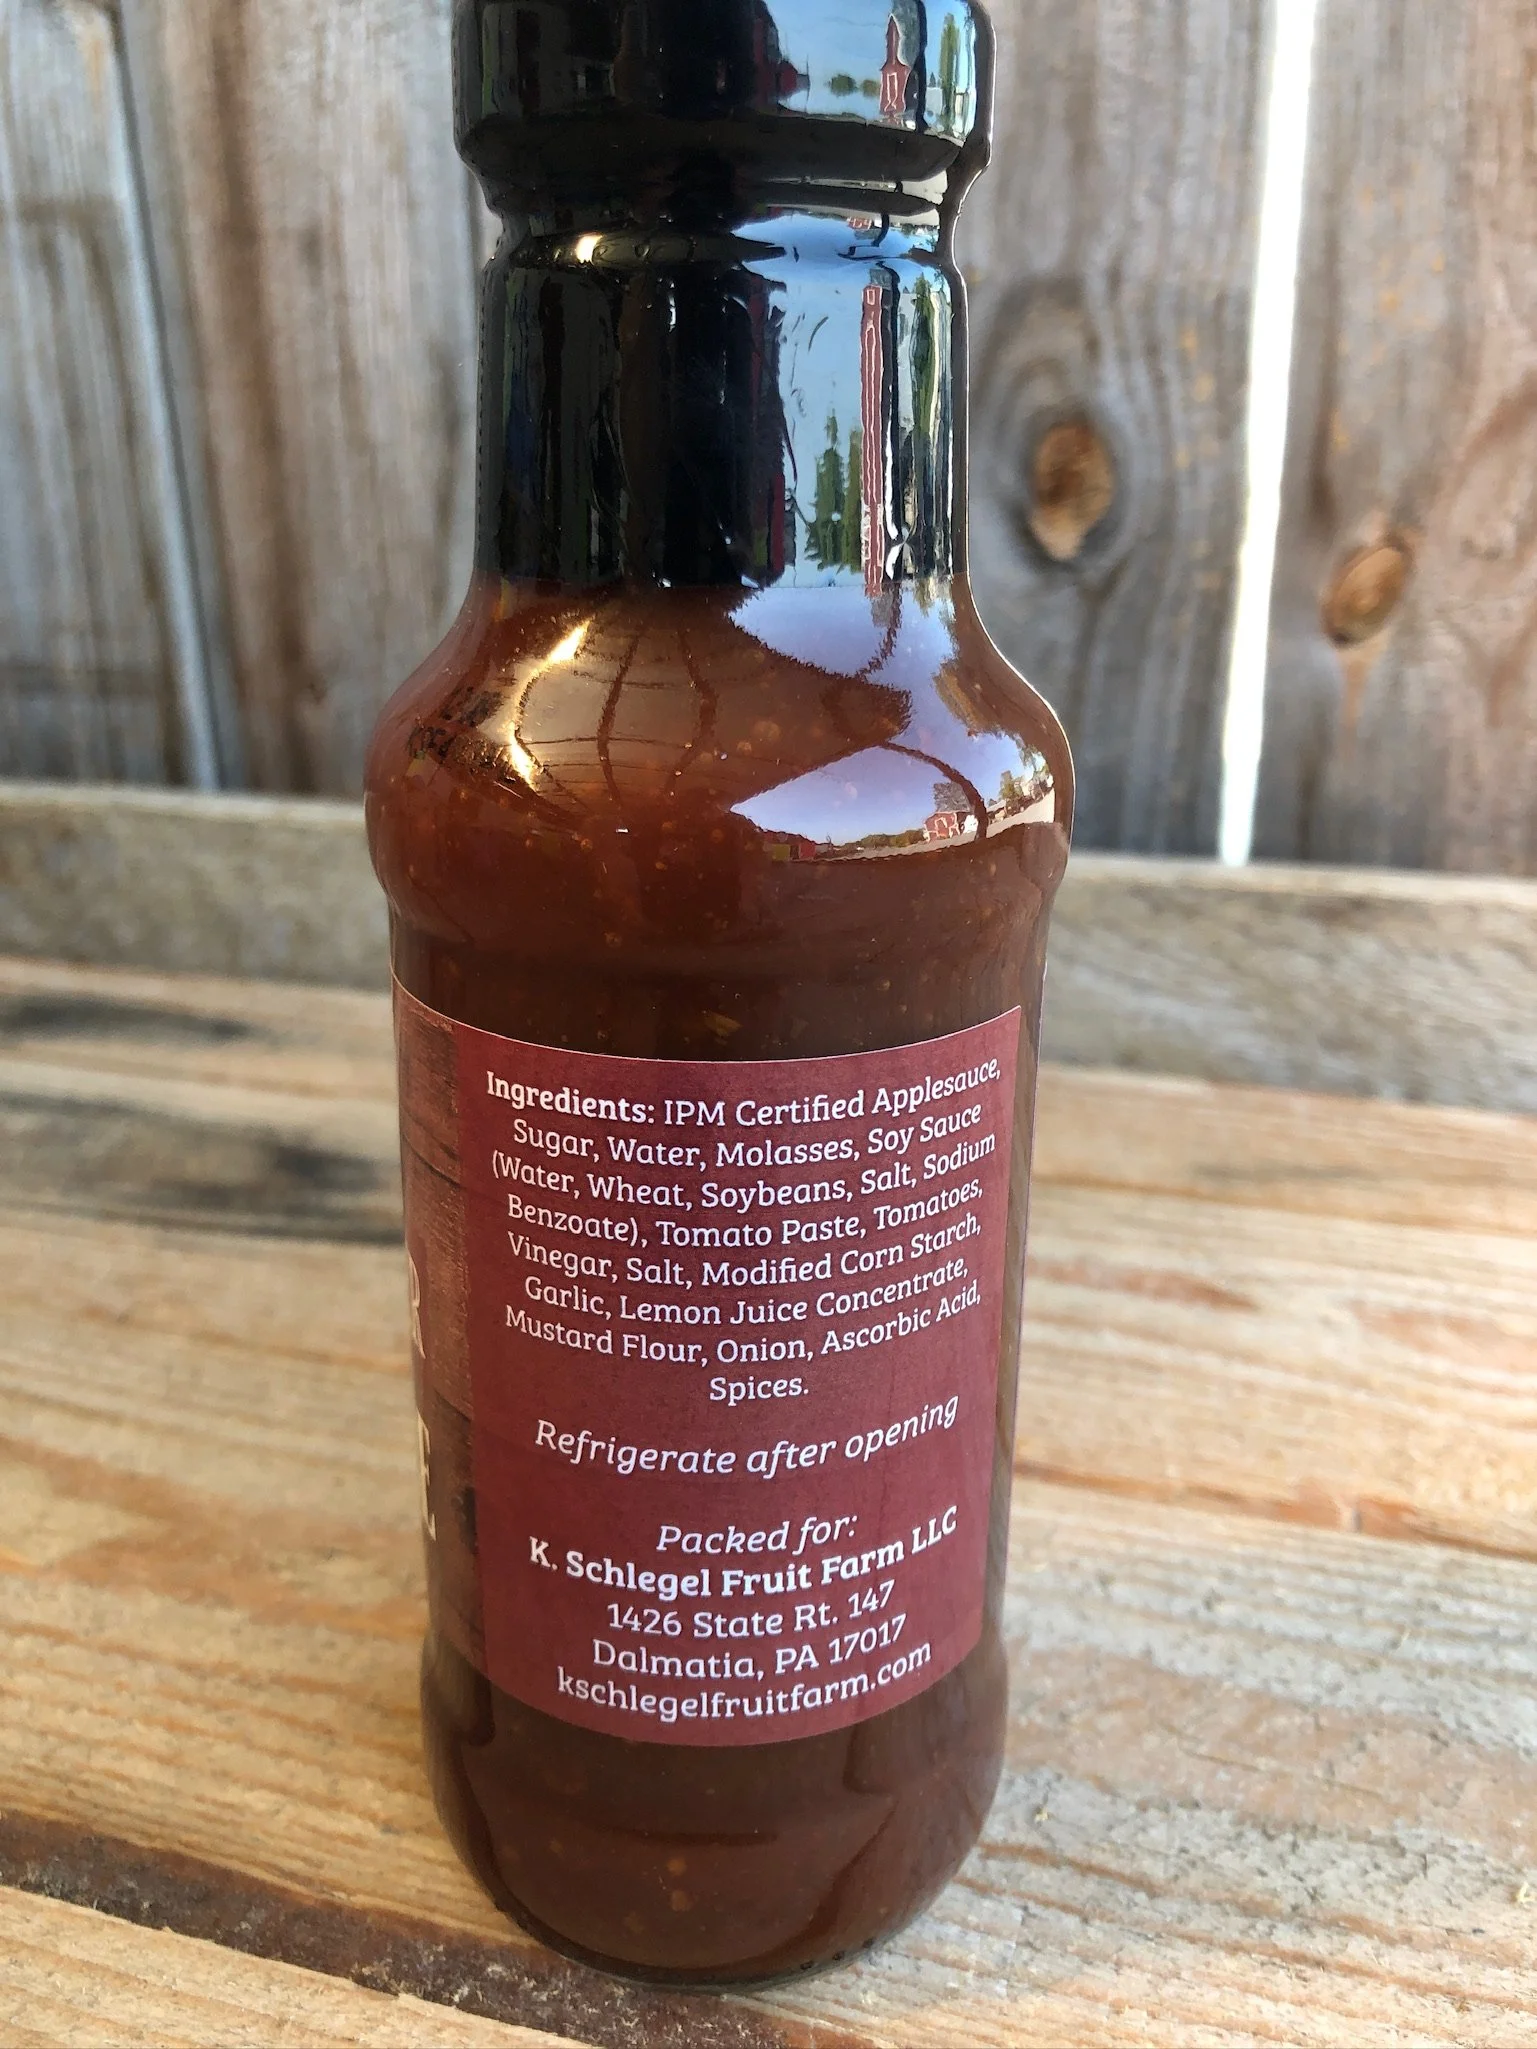 Ingredients: IPM Certified Applesauce,
Sugar, Water, Molasses, Soy Sauce
(Water, Wheat, Soybeans, Salt, Sodium
Benzoate), Tomato Paste, Tomatoes,
Vinegar, Salt, Modified Corn Starch,
Garlic, Lemon Juice Concentrate,
Mustard Flour, Onion, Ascorbic Acid,
Spices.
Refrigerate after opening
Packed for:
K. Schlegel Fruit Farm LLC
1426 State Rt. 147
Dalmatia, PA 17017
kschlegelfruitfarm.com